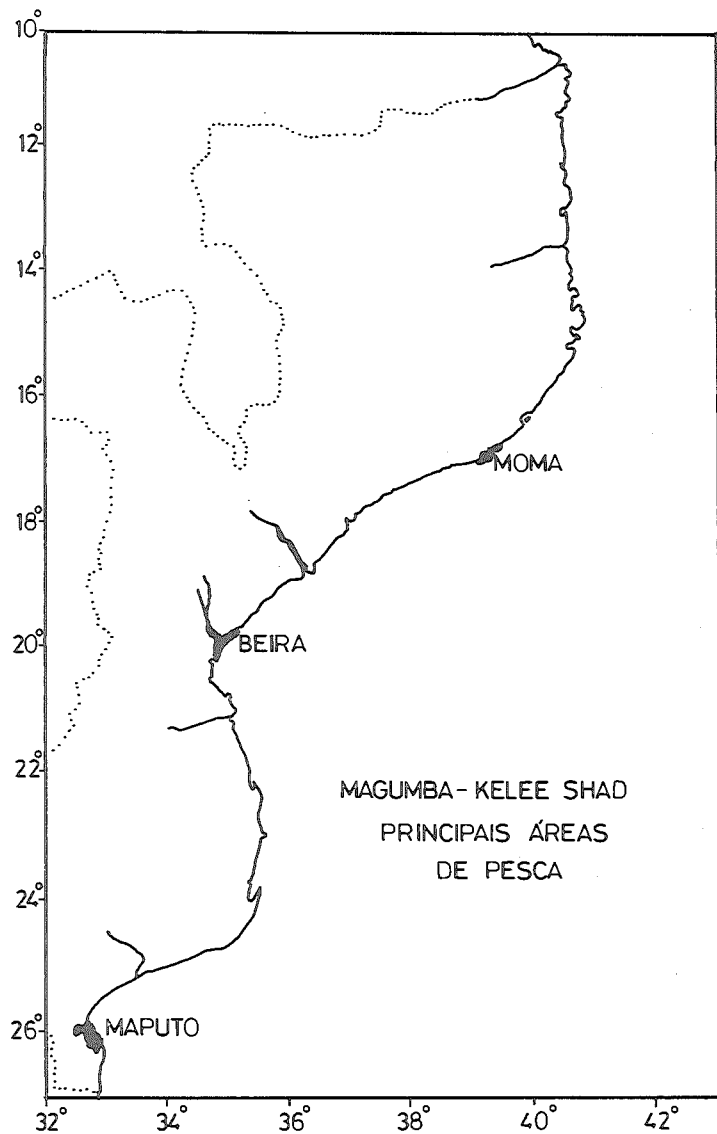 10°
12°
14°
16°
MOMA
18°
20°
BEIRA
22°
MAGUMBA - KELEE SHAD
PRINCIPAIS ÁREAS
DE PESCA
24°
26°
MAPUTO
32° 34° 36° 38° 40° 42°